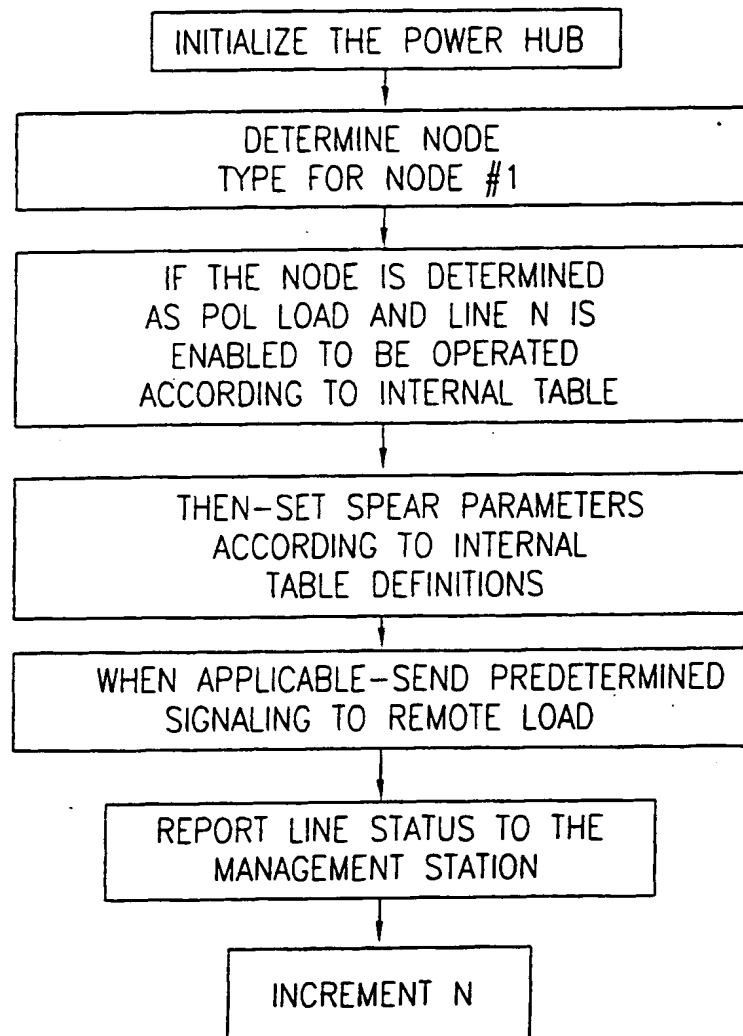 INITIALIZE THE POWER HUB
DETERMINE NODE
TYPE FOR NODE #1
IF THE NODE IS DETERMINED
AS POL LOAD AND LINE N IS
ENABLED TO BE OPERATED
ACCORDING TO INTERNAL TABLE
THEN-SET SPEAR PARAMETERS
ACCORDING TO INTERNAL
TABLE DEFINITIONS
WHEN APPLICABLE-SEND PREDETERMINED
SIGNALING TO REMOTE LOAD
REPORT LINE STATUS TO THE
MANAGEMENT STATION
INCREMENT N